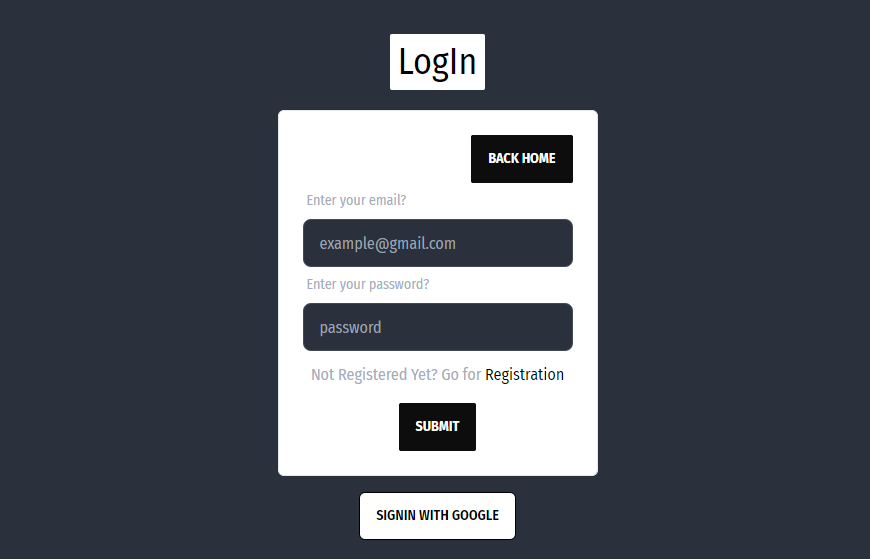 LogIn
BACK HOME
Enter your email?
example@gmail.com
Enter your password?
password
Not Registered Yet? Go for Registration
SUBMIT
SIGNIN WITH GOOGLE